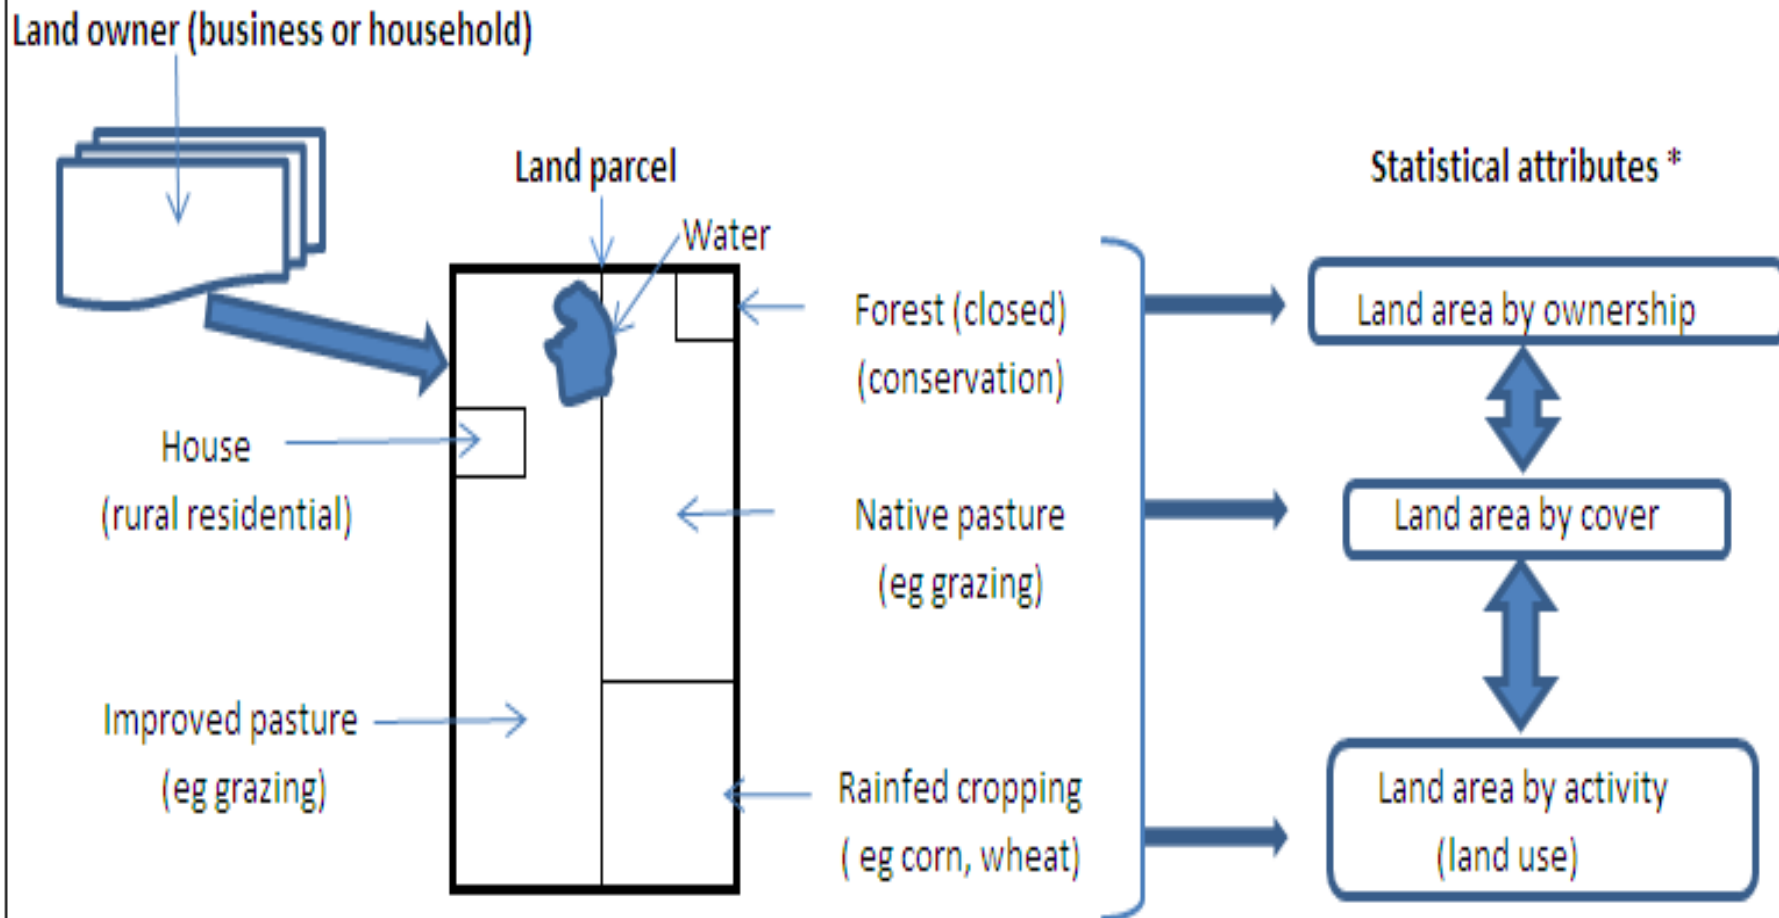 Land owner (business or household)
Land parcel
Statistical attributes *
Water
Forest (closed)
(conservation)
Land area by ownership
House
(rural residential)
Native pasture
(eg grazing)
Land area by cover
Improved pasture
(eg grazing)
Rainfed cropping
( eg corn, wheat)
Land area by activity
(land use)